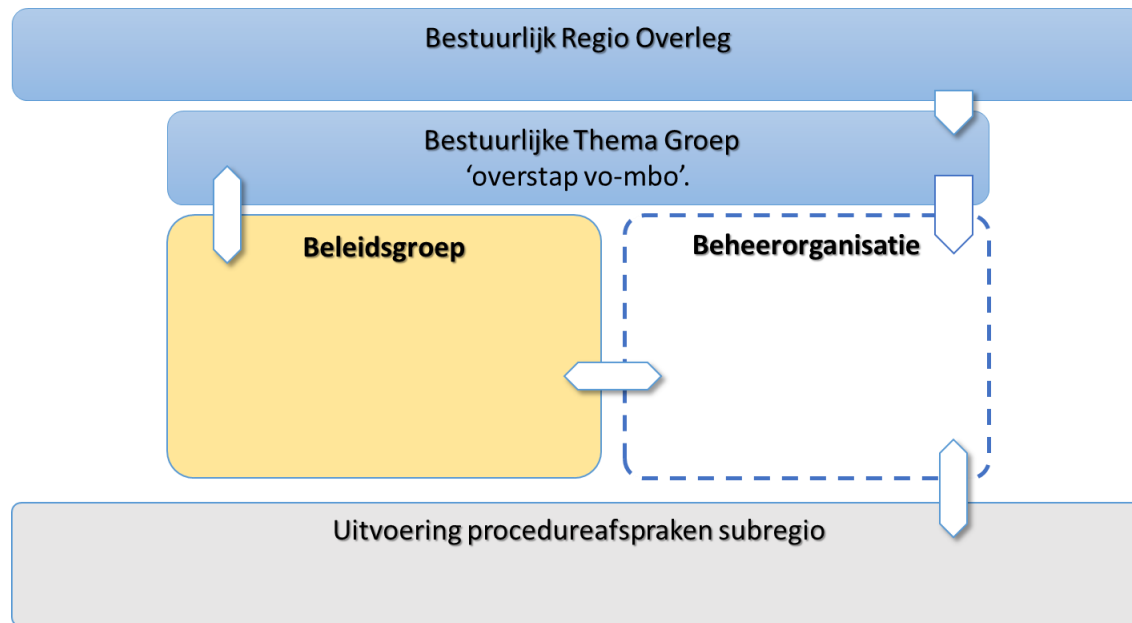 Bestuurlijk Regio Overleg
Bestuurlijke Thema Groep
‘overstap vo-mbo’.
Beleidsgroep
Beheerorganisatie
Uitvoering procedureafspraken subregio